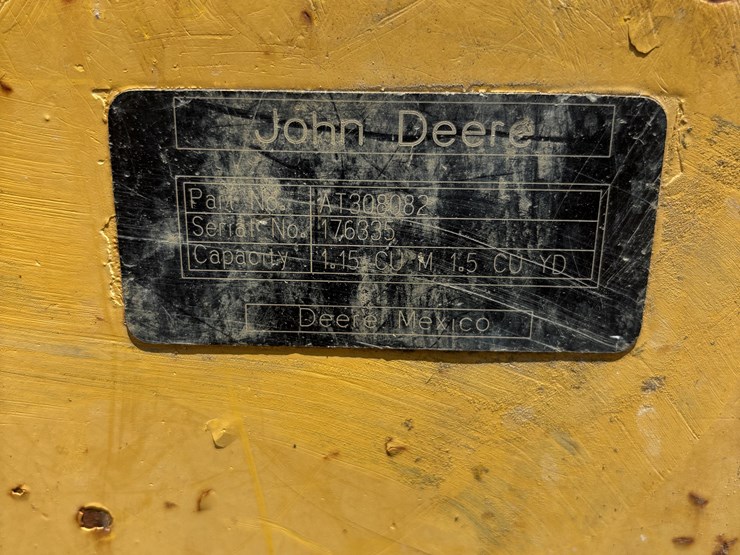 John Deere
Part No. AT308082
Serial No. 176335
Capacity 1.15 CU M 1.5 CU YD
Deere Mexico